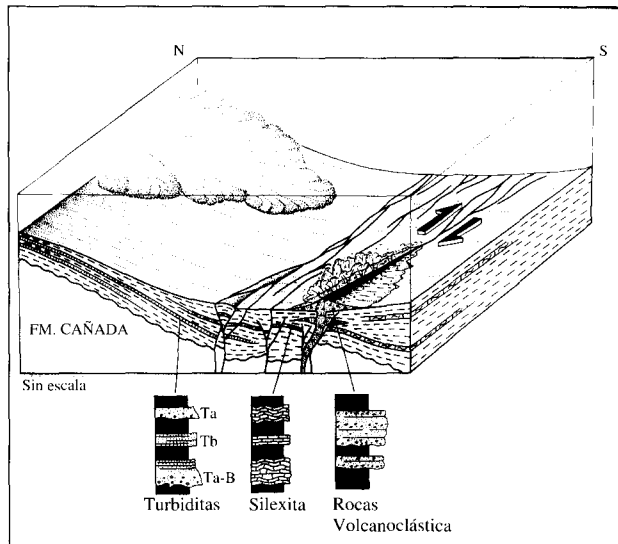 N
S
FM. CAÑADA
Sin escala
Ta
Tb
Ta-B
Turbiditas
Silexita
Rocas
Volcanoclástica